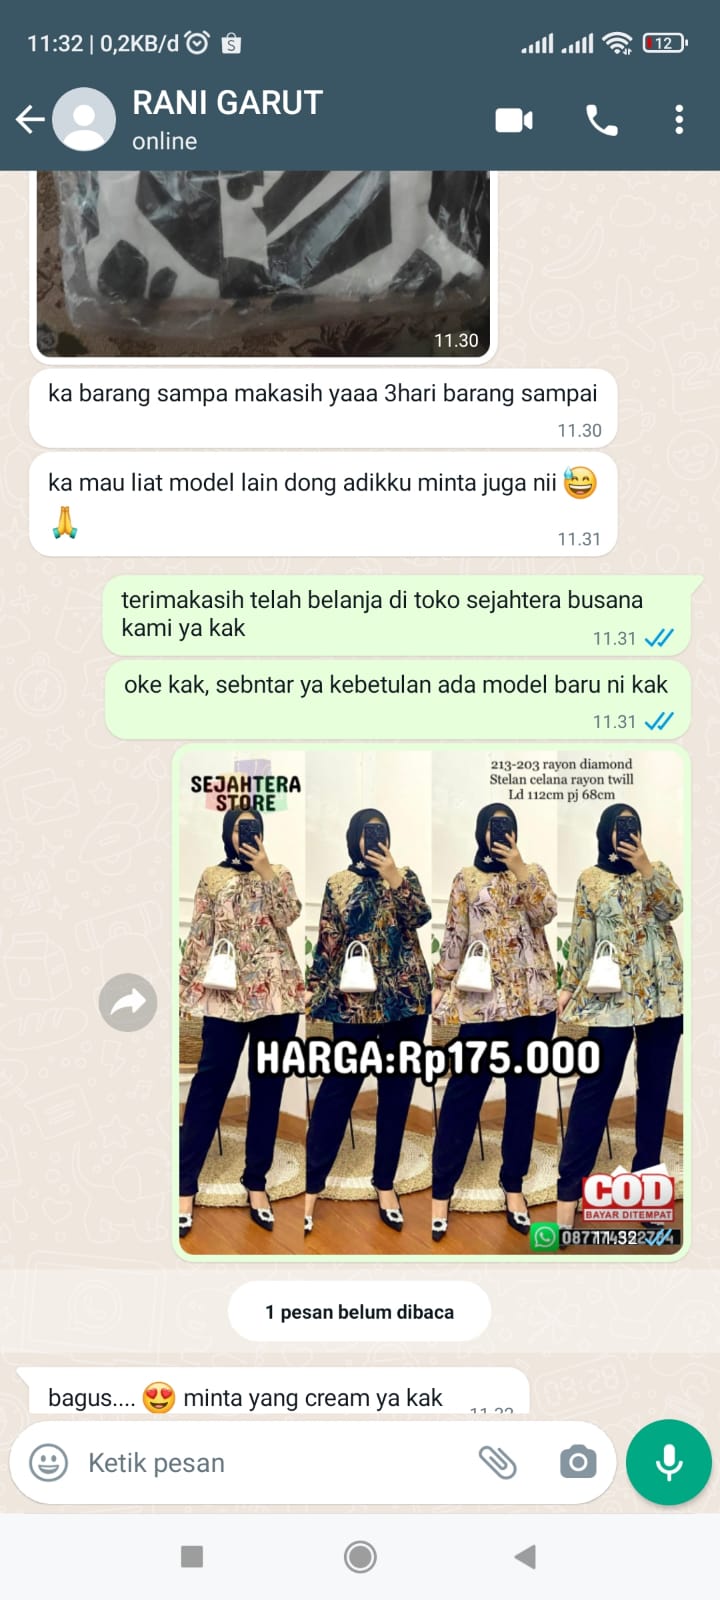 11:32 | 0,2KB/d
12
RANI GARUT
online
11.30
ka barang sampa makasih yaaa 3hari barang sampai
11.30
ka mau liat model lain dong adikku minta juga nii 😅
🙏
11.31
terimakasih telah belanja di toko sejahtera busana
kami ya kak
11.31
oke kak, sebntar ya kebetulan ada model baru ni kak
11.31
SEJAHTERA
STORE
213-203 rayon diamond
Stelan celana rayon twill
Ld 112cm pj 68cm
HARGA:Rp175.000
COD
BAYAR DITEMPAT
11.32
1 pesan belum dibaca
bagus.... 😍 minta yang cream ya kak
Ketik pesan